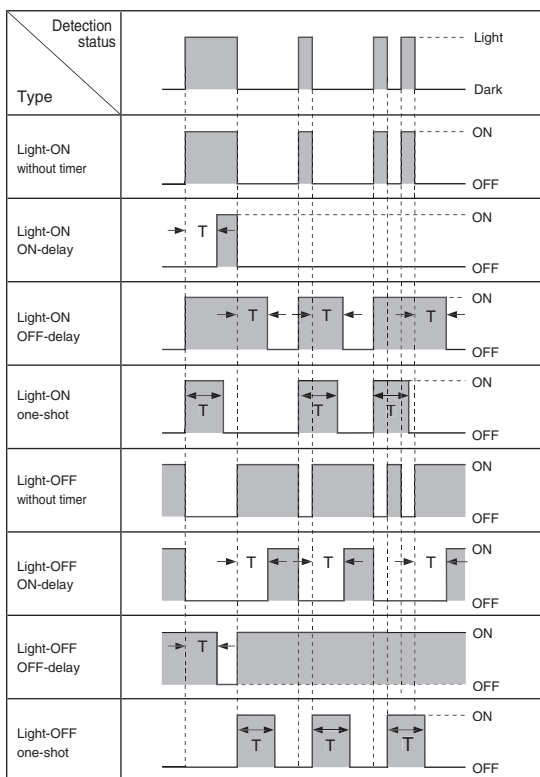 Detection
status
Type
Light
Dark
Light-ON
without timer
ON
OFF
Light-ON
ON-delay
T
ON
OFF
Light-ON
OFF-delay
T
T
T
ON
OFF
Light-ON
one-shot
T
T
T
ON
OFF
Light-OFF
without timer
ON
OFF
Light-OFF
ON-delay
T
T
T
ON
OFF
Light-OFF
OFF-delay
T
ON
OFF
Light-OFF
one-shot
T
T
T
ON
OFF